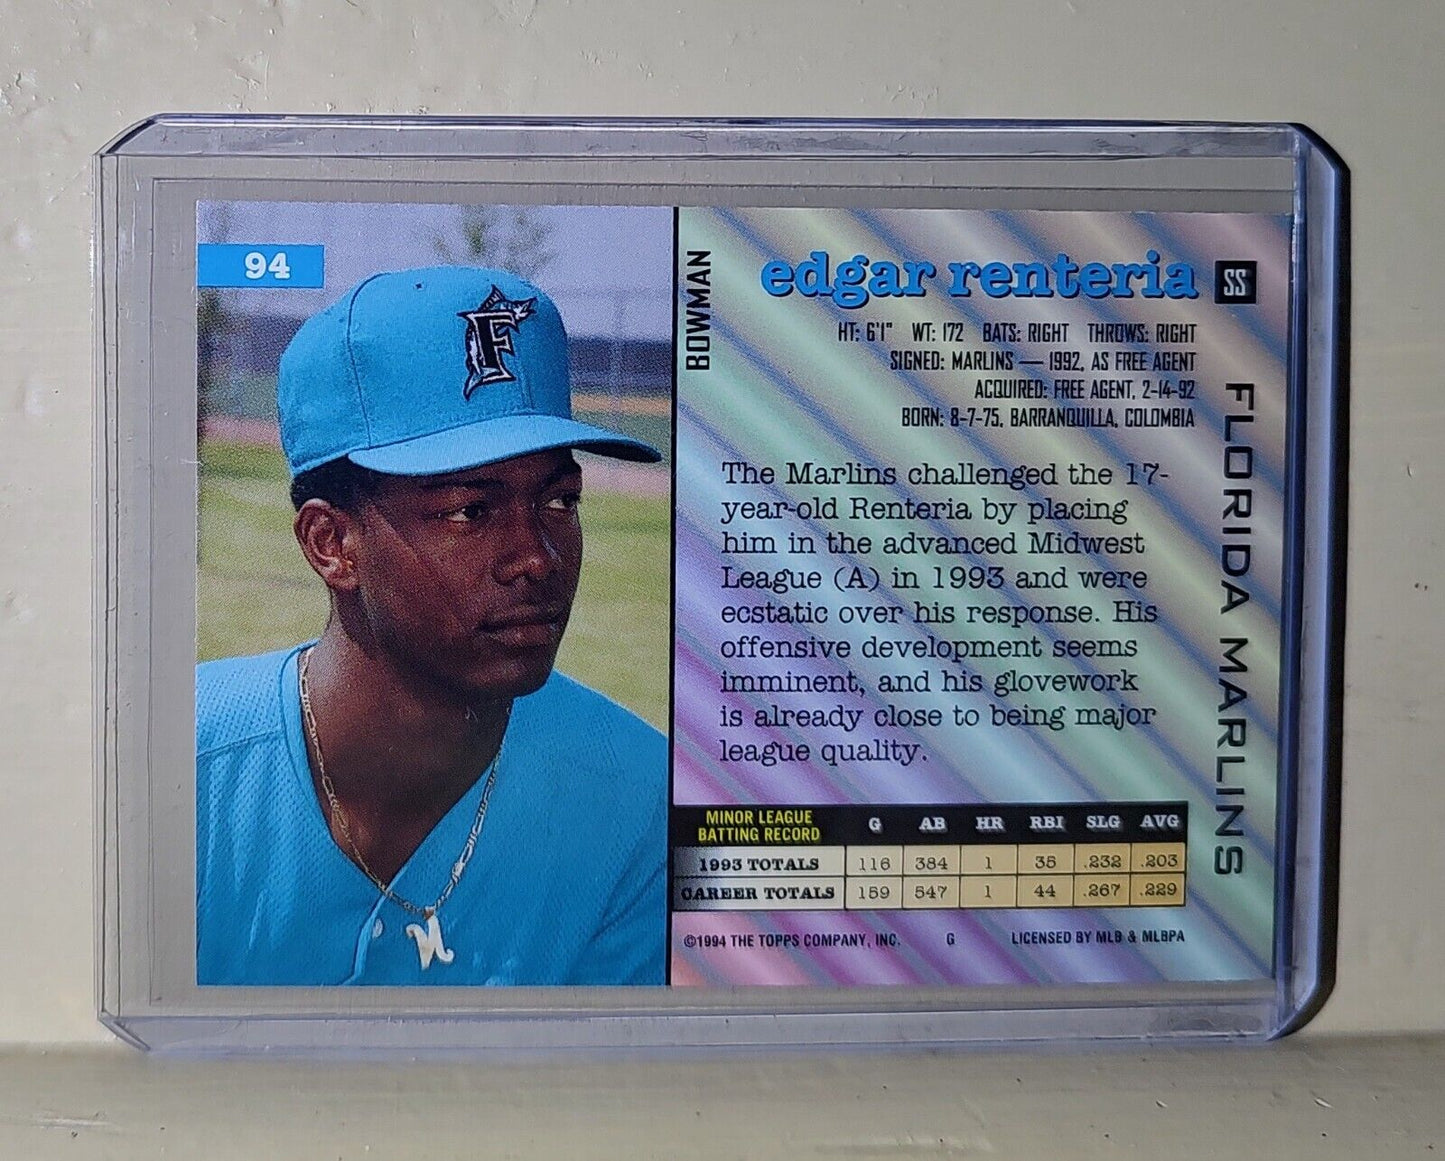 94
F
BOWMAN
edgar renteria SS
HT: 6'1" WT: 172 BATS: RIGHT THROWS: RIGHT
SIGNED: MARLINS — 1992, AS FREE AGENT
ACQUIRED: FREE AGENT, 2-14-92
BORN: 8-7-75, BARRANQUILLA, COLOMBIA
FLORIDA MARLINS
The Marlins challenged the 17-
year-old Renteria by placing
him in the advanced Midwest
League (A) in 1993 and were
ecstatic over his response. His
offensive development seems
imminent, and his glovework
is already close to being major
league quality.
MINOR LEAGUE
BATTING RECORD G AB HR RBI SLG AVG
1993 TOTALS 116 384 1 35 .232 .203
CAREER TOTALS 159 547 1 44 .267 .229
©1994 THE TOPPS COMPANY, INC. G LICENSED BY MLB & MLBPA